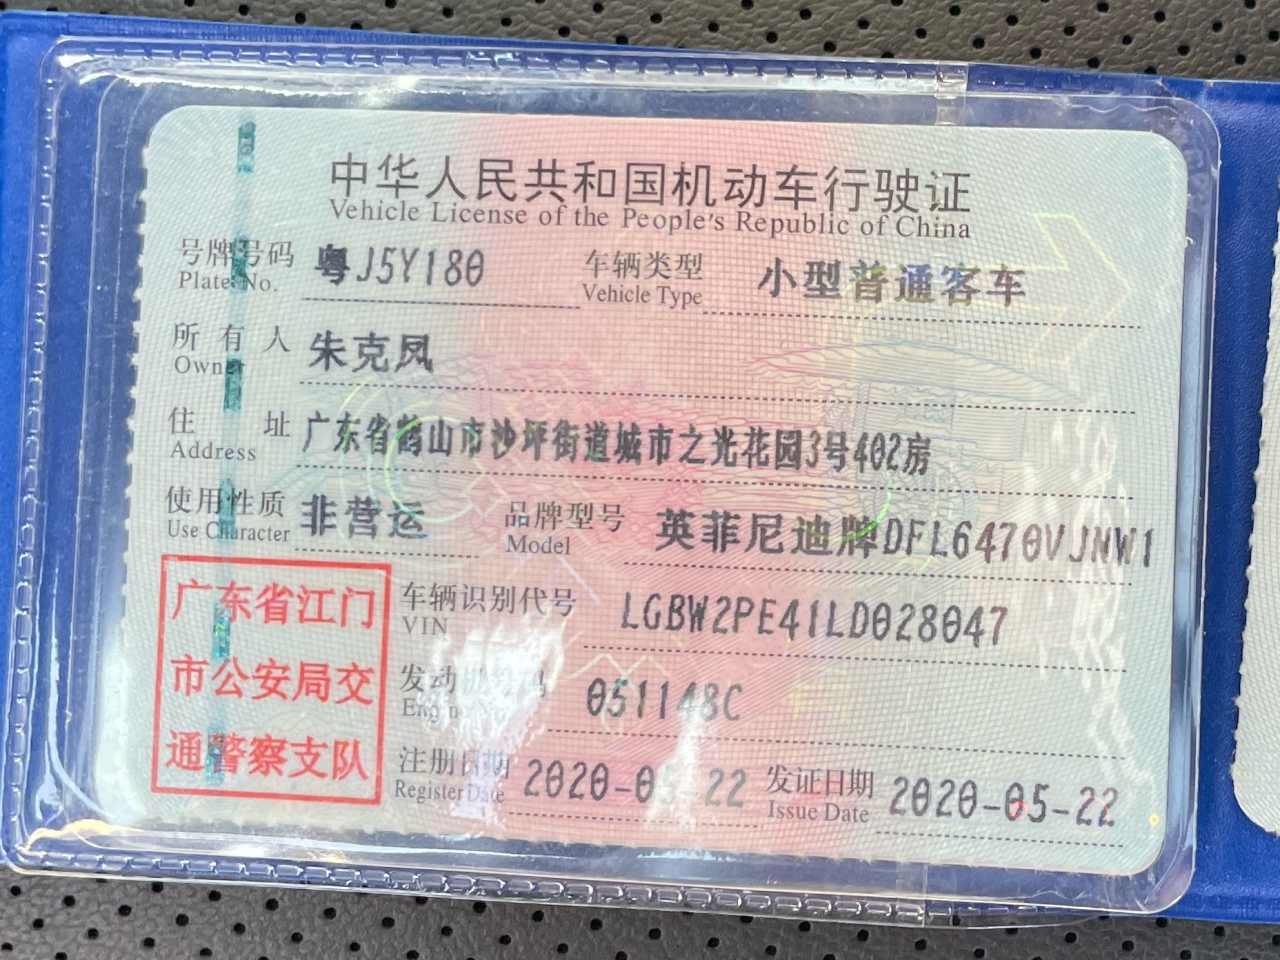 中华人民共和国机动车行驶证
Vehicle License of the People's Republic of China
号牌号码 粤J5Y180 车辆类型 小型普通客车
Plate No. Vehicle Type
所有人 朱克凤
Owner
住址 广东省鹤山市沙坪街道城市之光花园3号402房
Address
使用性质 非营运 品牌型号 英菲尼迪牌DFL6470VJNW1
Use Character Model
广东省江门
市公安局交
通警察支队
车辆识别代号 LGBW2PE41LD028047
VIN
发动机号码 051148C
Engine No.
注册日期 2020-05-22 发证日期 2020-05-22
Register Date Issue Date